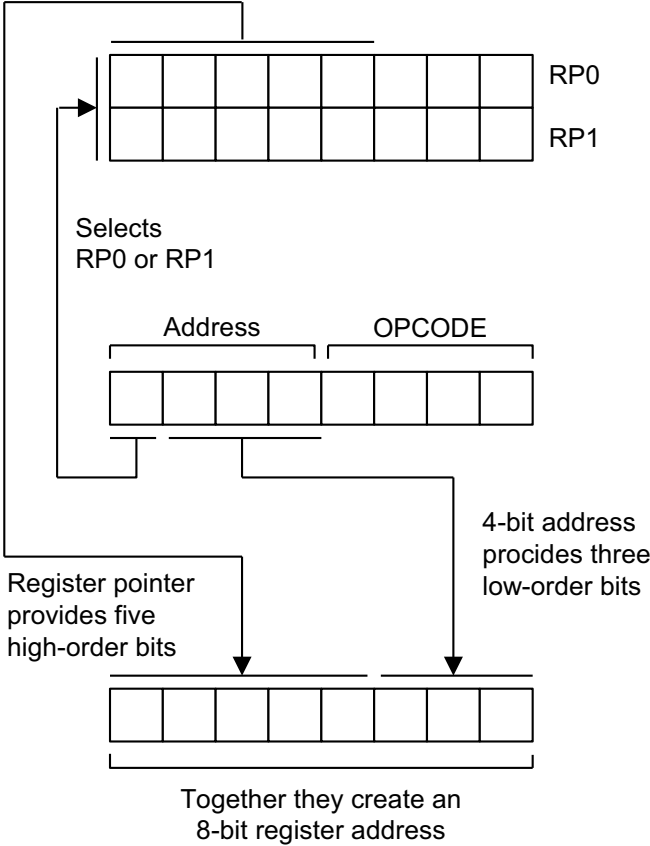 RP0
RP1
Selects
RP0 or RP1
Address
OPCODE
4-bit address
procides three
low-order bits
Register pointer
provides five
high-order bits
Together they create an
8-bit register address